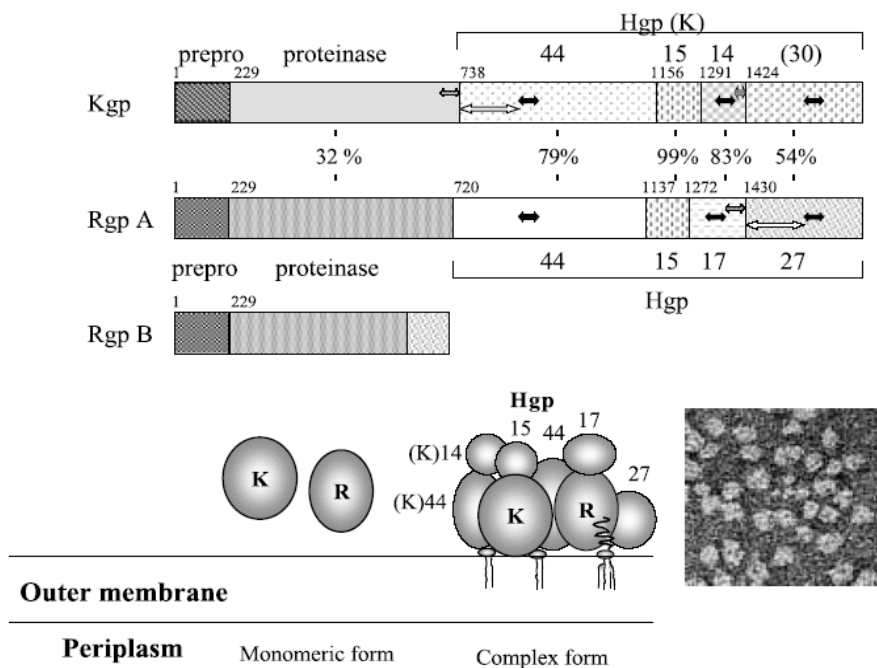 Hgp (K)
prepro proteinase 44 15 14 (30)
1 229 738 1156 1291 1424
Kgp
32 % 79% 99% 83% 54%
1 229 720 1137 1272 1430
Rgp A
prepro proteinase 44 15 17 27
1 229 Hgp
Rgp B
Hgp
15 44 17
(K)14
27
(K)44
K R K R
Outer membrane
Periplasm Monomeric form Complex form